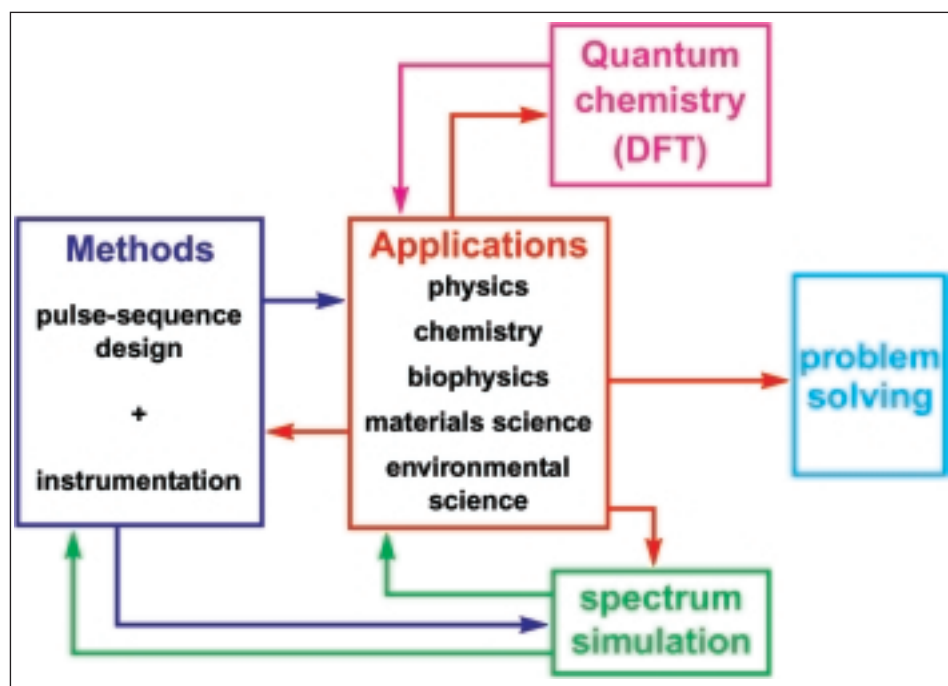 Quantum
chemistry
(DFT)
Methods
pulse-sequence
design
+
instrumentation
Applications
physics
chemistry
biophysics
materials science
environmental
science
problem
solving
spectrum
simulation